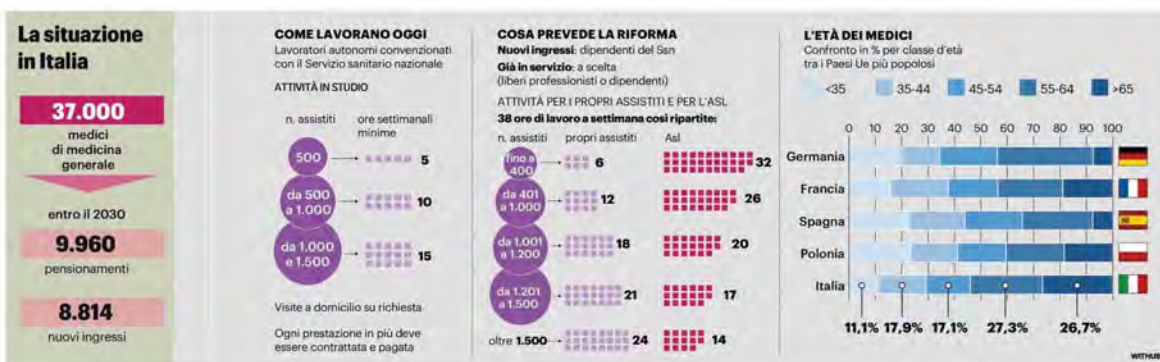 La situazione
in Italia
37.000
medici
di medicina
generale
entro il 2030
9.960
pensionamenti
8.814
nuovi ingressi
COME LAVORANO OGGI
Lavoratori autonomi convenzionati
con il Servizio sanitario nazionale
ATTIVITÀ IN STUDIO
n. assistiti
ore settimanali
minime
500
5
da 500
a 1.000
10
da 1.000
e 1.500
15
Visite a domicilio su richiesta
Ogni prestazione in più deve
essere contrattata e pagata
COSA PREVEDE LA RIFORMA
Nuovi ingressi: dipendenti del Ssn
Già in servizio: a scelta
(liberi professionisti o dipendenti)
ATTIVITÀ PER I PROPRI ASSISTITI E PER L'ASL
38 ore di lavoro a settimana così ripartite:
n. assistiti propri assistiti Asl
fino a
400
6 32
da 401
a 1.000
12 26
da 1.001
a 1.200
18 20
da 1.201
a 1.500
21 17
oltre 1.500 24 14
L'ETÀ DEI MEDICI
Confronto in % per classe d'età
tra i Paesi Ue più popolosi
<35 35-44 45-54 55-64 >65
0 10 20 30 40 50 60 70 80 90 100
Germania
Francia
Spagna
Polonia
Italia
11,1% 17,9% 17,1% 27,3% 26,7%
WITHUB